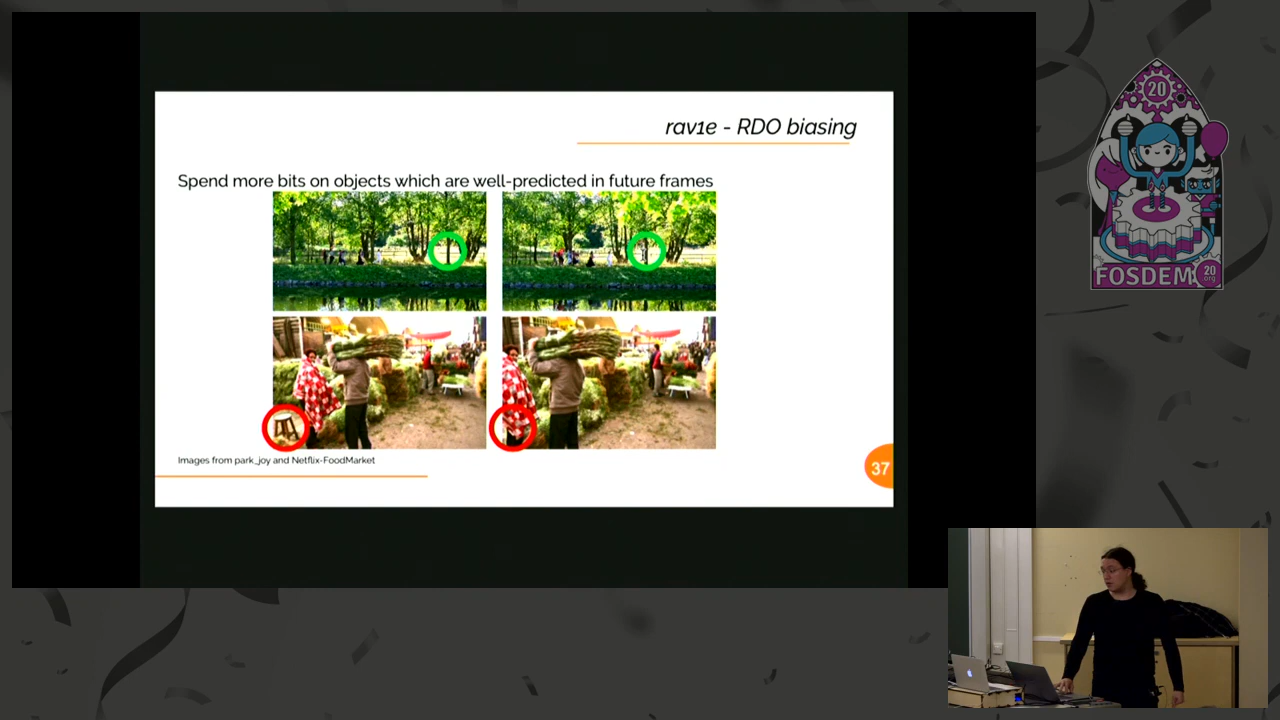 rav1e - RDO biasing
Spend more bits on objects which are well-predicted in future frames
Images from park_joy and Netflix-FoodMarket
37
20
FOSDEM
20
.org